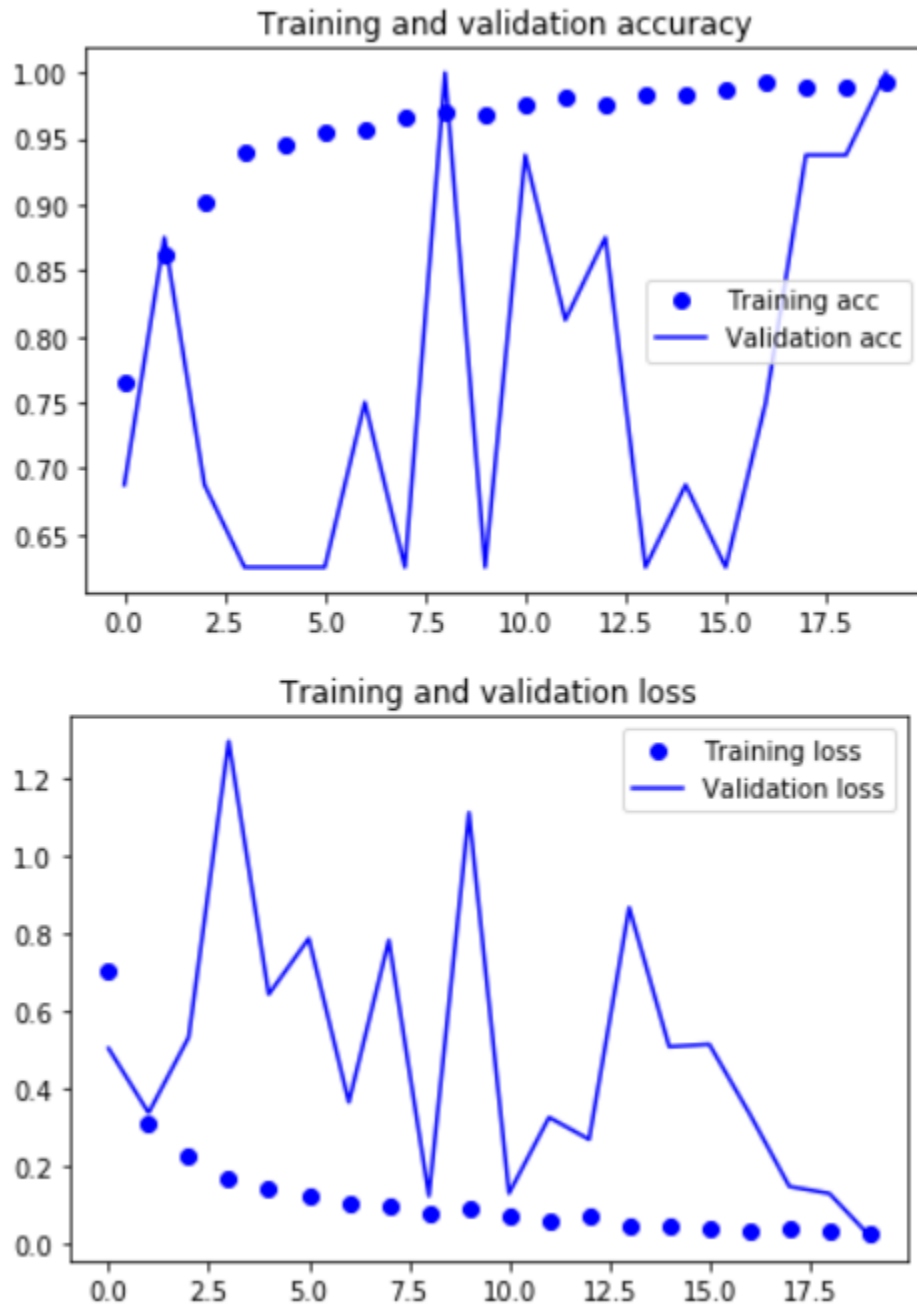 Training and validation accuracy
1.00
0.95
0.90
0.85
0.80
0.75
0.70
0.65
Training acc
Validation acc
0.0 2.5 5.0 7.5 10.0 12.5 15.0 17.5
Training and validation loss
1.2
1.0
0.8
0.6
0.4
0.2
0.0
Training loss
Validation loss
0.0 2.5 5.0 7.5 10.0 12.5 15.0 17.5